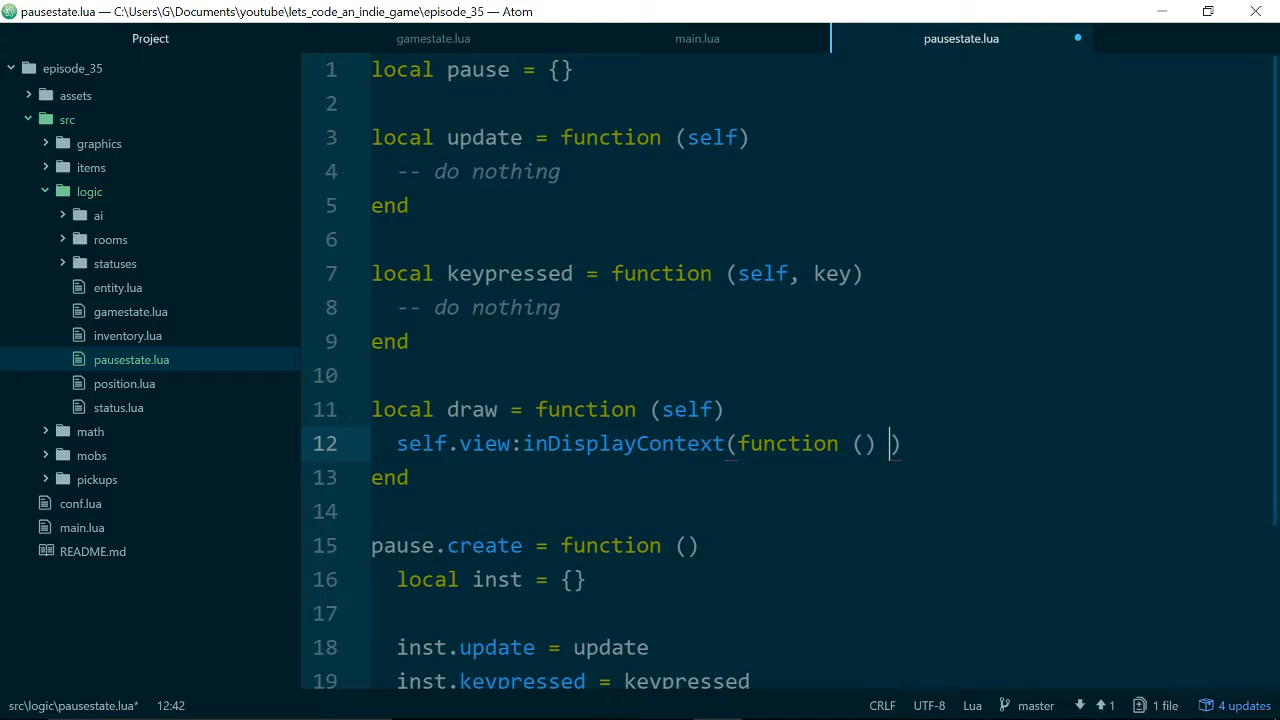 pausestate.lua — C:\Users\G\Documents\youtube\lets_code_an_indie_game\episode_35 — Atom
Project
gamestate.lua
main.lua
pausestate.lua
episode_35
assets
src
graphics
items
logic
ai
rooms
statuses
entity.lua
gamestate.lua
inventory.lua
pausestate.lua
position.lua
status.lua
math
mobs
pickups
conf.lua
main.lua
README.md
1 local pause = {}
2
3 local update = function (self)
4 -- do nothing
5 end
6
7 local keypressed = function (self, key)
8 -- do nothing
9 end
10
11 local draw = function (self)
12 self.view:inDisplayContext(function () )
13 end
14
15 pause.create = function ()
16 local inst = {}
17
18 inst.update = update
19 inst.keypressed = keypressed
src\logic\pausestate.lua* 12:42 CRLF UTF-8 Lua master 1 1 file 4 updates